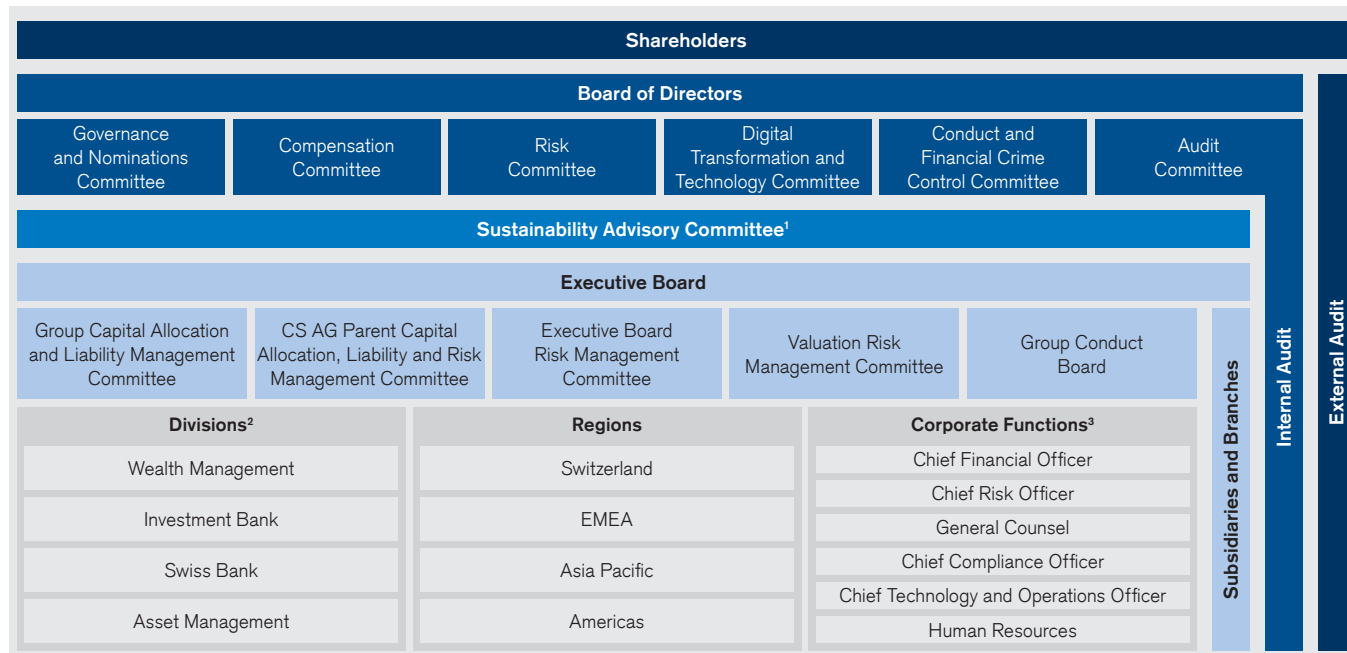 Shareholders
Board of Directors
Governance
and Nominations
Committee
Compensation
Committee
Risk
Committee
Digital
Transformation and
Technology Committee
Conduct and
Financial Crime
Control Committee
Audit
Committee
Sustainability Advisory Committee¹
Executive Board
Group Capital Allocation
and Liability Management
Committee
CS AG Parent Capital
Allocation, Liability and Risk
Management Committee
Executive Board
Risk Management
Committee
Valuation Risk
Management Committee
Group Conduct
Board
Divisions²
Wealth Management
Investment Bank
Swiss Bank
Asset Management
Regions
Switzerland
EMEA
Asia Pacific
Americas
Corporate Functions³
Chief Financial Officer
Chief Risk Officer
General Counsel
Chief Compliance Officer
Chief Technology and Operations Officer
Human Resources
Subsidiaries and Branches
Internal Audit
External Audit